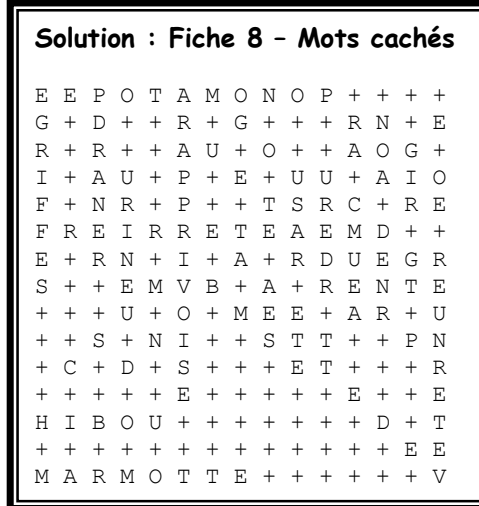 Solution : Fiche 8 – Mots cachés
E E P O T A M O N O P + + + +
G + D + + R + G + + + R N + E
R + R + + A U + O + + A O G +
I + A U + P + E + U U + A I O
F + N R + P + + T S R C + R E
F R E I R R E T E A E M D + +
E + R N + I + A + R D U E G R
S + + E M V B + A + R E N T E
+ + + U + O + M E E + A R + U
+ + S + N I + + S T T + + P N
+ C + D + S + + + E T + + + R
+ + + + + E + + + + + E + + E
H I B O U + + + + + + + D + T
+ + + + + + + + + + + + + E E
M A R M O T T E + + + + + + V